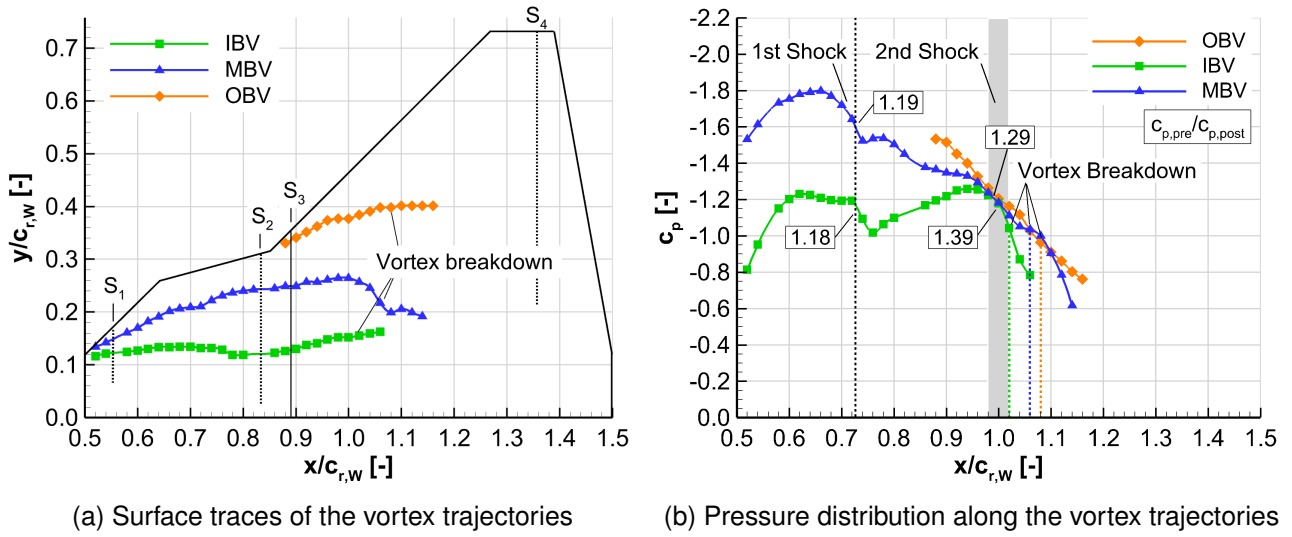 IBV
MBV
OBV
S1
S2
S3
S4
Vortex breakdown
0.7
0.6
0.5
0.4
0.3
0.2
0.1
0.0
y/cr,W [-]
0.5 0.6 0.7 0.8 0.9 1.0 1.1 1.2 1.3 1.4 1.5
x/cr,W [-]
(a) Surface traces of the vortex trajectories
-2.2
-2.0
-1.8
-1.6
-1.4
-1.2
-1.0
-0.8
-0.6
-0.4
-0.2
0.0
cp [-]
1st Shock
2nd Shock
OBV
IBV
MBV
cp,pre/cp,post
1.19
1.29
Vortex Breakdown
1.18
1.39
0.5 0.6 0.7 0.8 0.9 1.0 1.1 1.2 1.3 1.4 1.5
x/cr,W [-]
(b) Pressure distribution along the vortex trajectories